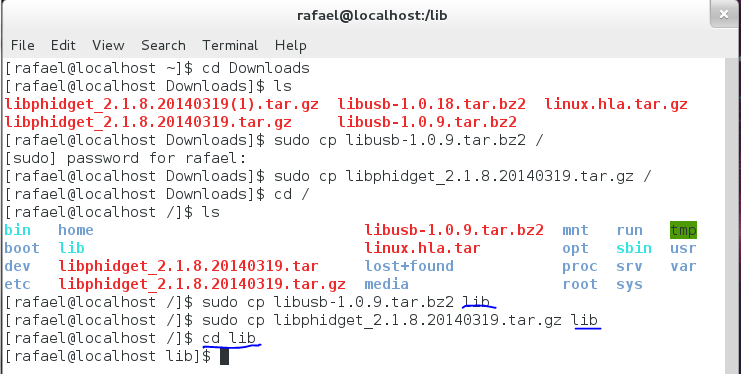 rafael@localhost:/lib
File Edit View Search Terminal Help
[rafael@localhost ~]$ cd Downloads
[rafael@localhost Downloads]$ ls
libphidget_2.1.8.20140319(1).tar.gz libusb-1.0.18.tar.bz2 linux.hla.tar.gz
libphidget_2.1.8.20140319.tar.gz libusb-1.0.9.tar.bz2
[rafael@localhost Downloads]$ sudo cp libusb-1.0.9.tar.bz2 /
[sudo] password for rafael:
[rafael@localhost Downloads]$ sudo cp libphidget_2.1.8.20140319.tar.gz /
[rafael@localhost Downloads]$ cd /
[rafael@localhost /]$ ls
bin home libusb-1.0.9.tar.bz2 mnt run tmp
boot lib linux.hla.tar opt sbin usr
dev libphidget_2.1.8.20140319.tar lost+found proc srv var
etc libphidget_2.1.8.20140319.tar.gz media root sys
[rafael@localhost /]$ sudo cp libusb-1.0.9.tar.bz2 lib
[rafael@localhost /]$ sudo cp libphidget_2.1.8.20140319.tar.gz lib
[rafael@localhost /]$ cd lib
[rafael@localhost lib]$